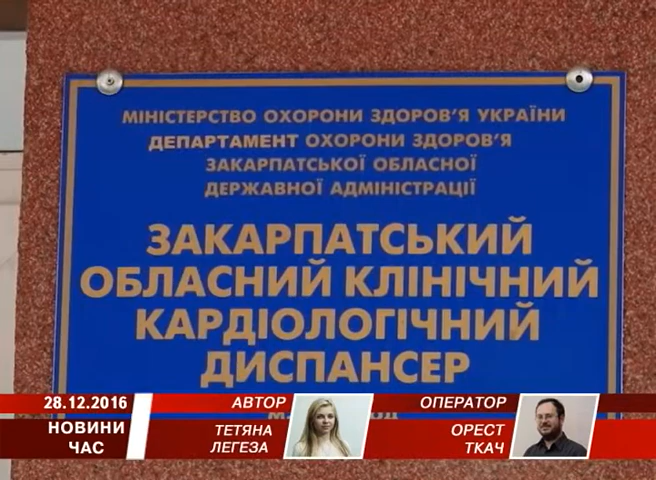 МІНІСТЕРСТВО ОХОРОНИ ЗДОРОВ'Я УКРАЇНИ
ДЕПАРТАМЕНТ ОХОРОНИ ЗДОРОВ'Я
ЗАКАРПАТСЬКОЇ ОБЛАСНОЇ
ДЕРЖАВНОЇ АДМІНІСТРАЦІЇ
ЗАКАРПАТСЬКИЙ
ОБЛАСНИЙ КЛІНІЧНИЙ
КАРДІОЛОГІЧНИЙ
ДИСПАНСЕР
28.12.2016
НОВИНИ
ЧАС
АВТОР
ТЕТЯНА
ЛЕГЕЗА
ОПЕРАТОР
ОРЕСТ
ТКАЧ